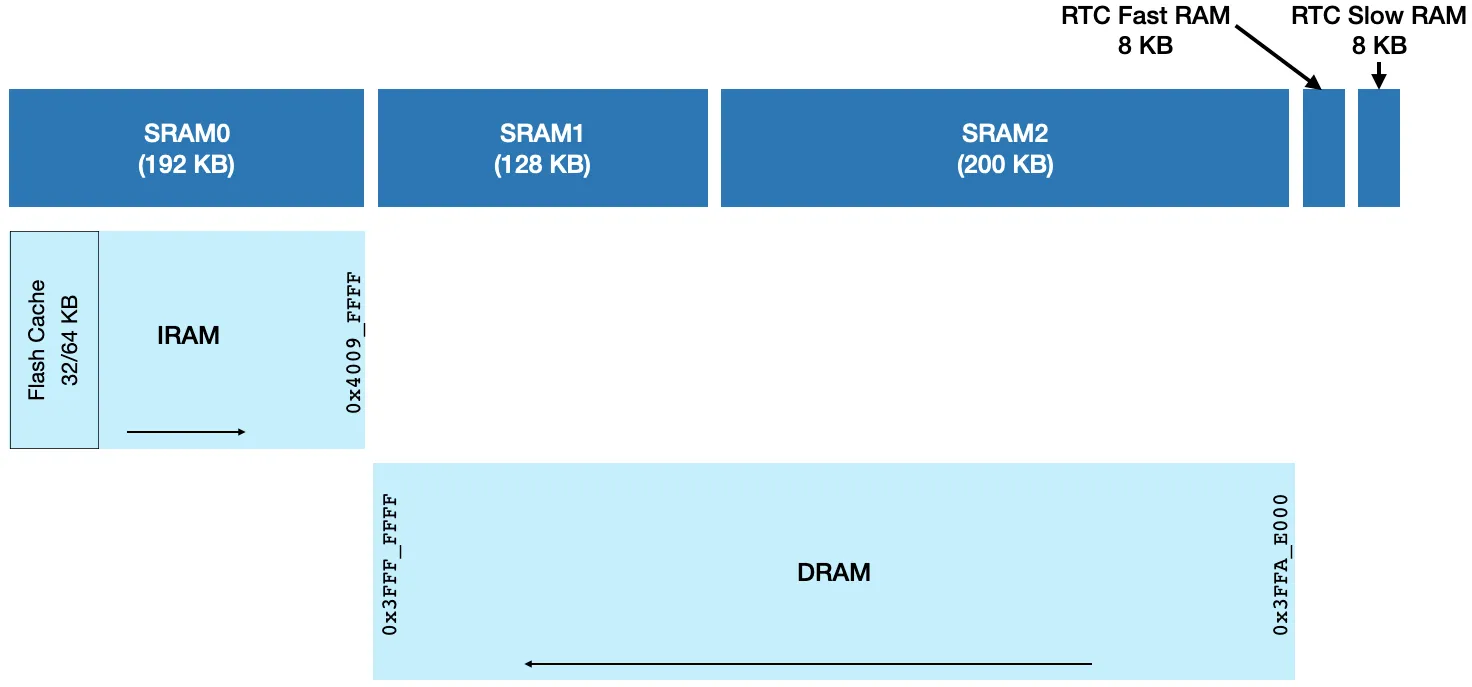 RTC Fast RAM
8 KB
RTC Slow RAM
8 KB
SRAM0
(192 KB)
SRAM1
(128 KB)
SRAM2
(200 KB)
Flash Cache
32/64 KB
IRAM
0x4009_FFFF
0x3FFF_FFFF
DRAM
0x3FFA_E000